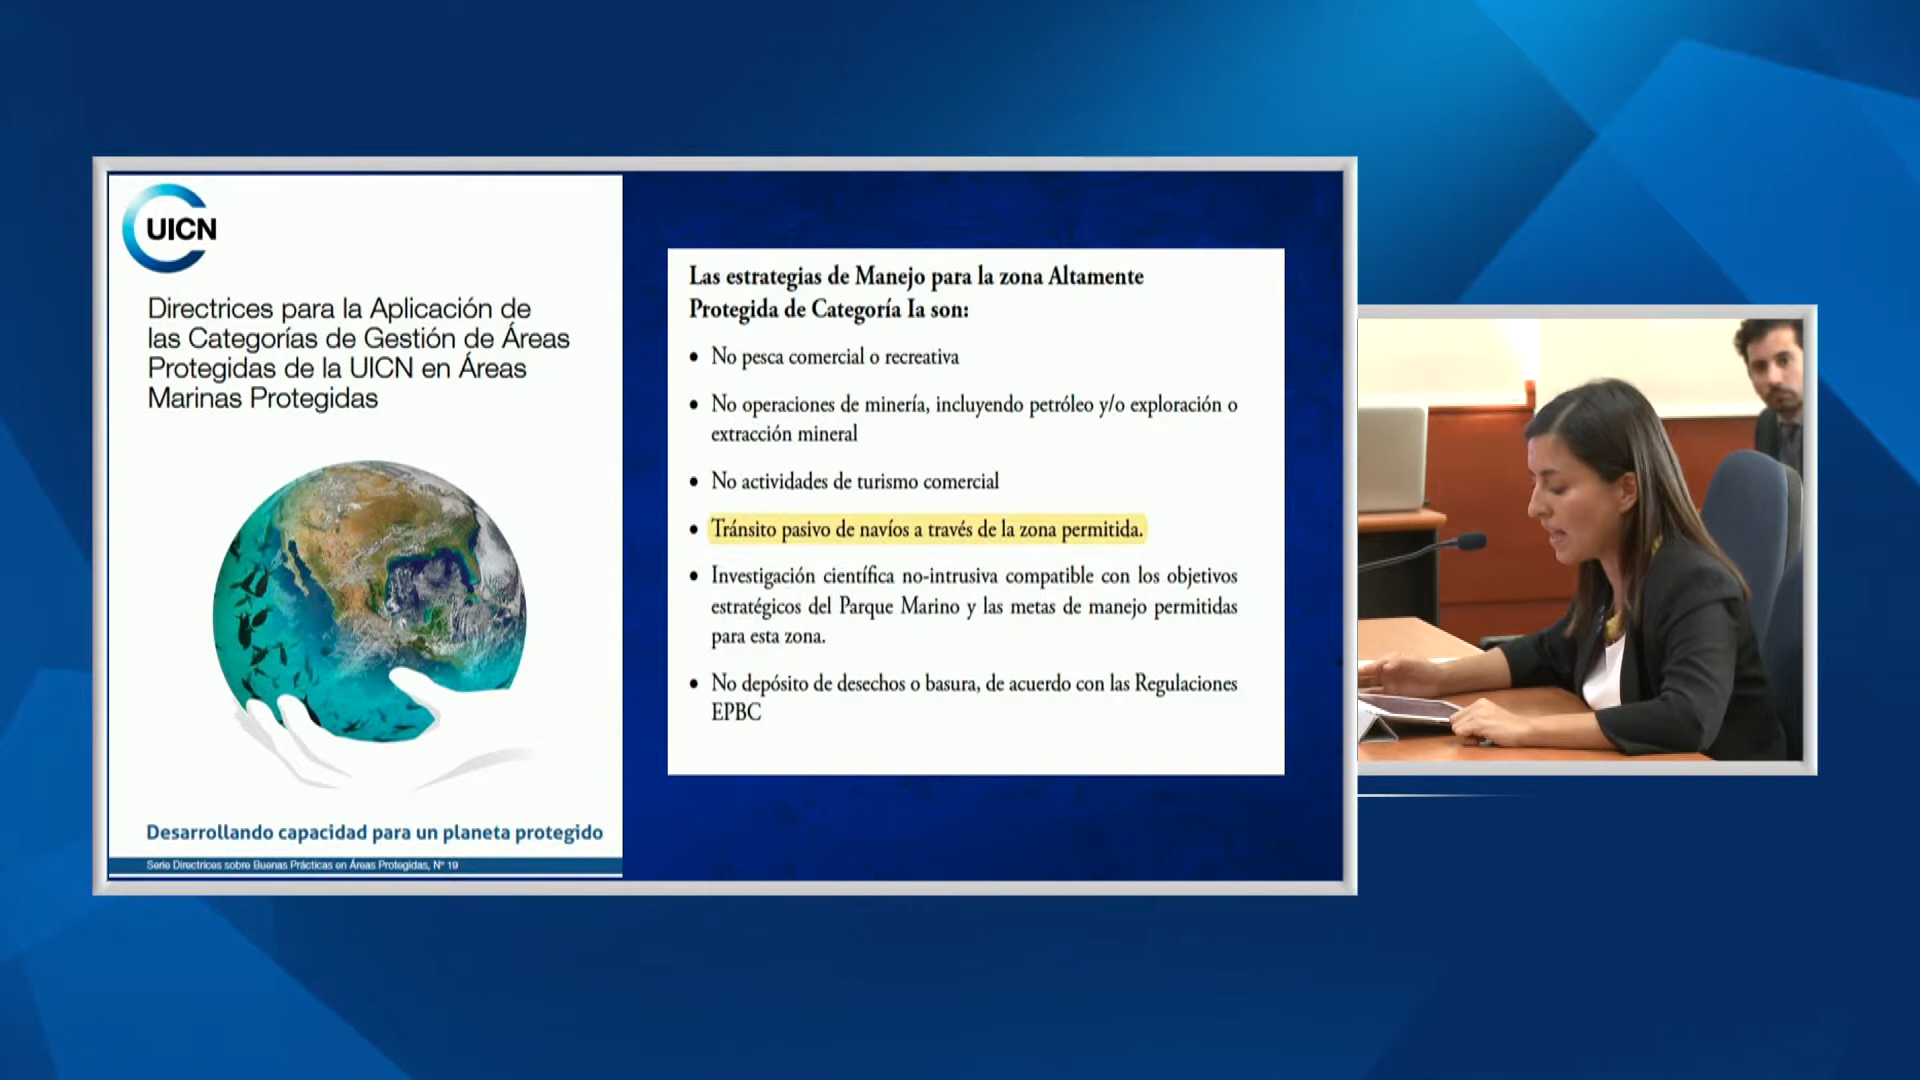 UICN
Directrices para la Aplicación de
las Categorías de Gestión de Áreas
Protegidas de la UICN en Áreas
Marinas Protegidas
Desarrollando capacidad para un planeta protegido
Serie Directrices sobre Buenas Prácticas en Áreas Protegidas, Nº 19
Las estrategias de Manejo para la zona Altamente
Protegida de Categoría Ia son:
• No pesca comercial o recreativa
• No operaciones de minería, incluyendo petróleo y/o exploración o
extracción mineral
• No actividades de turismo comercial
• Tránsito pasivo de navíos a través de la zona permitida.
• Investigación científica no-intrusiva compatible con los objetivos
estratégicos del Parque Marino y las metas de manejo permitidas
para esta zona.
• No depósito de desechos o basura, de acuerdo con las Regulaciones
EPBC